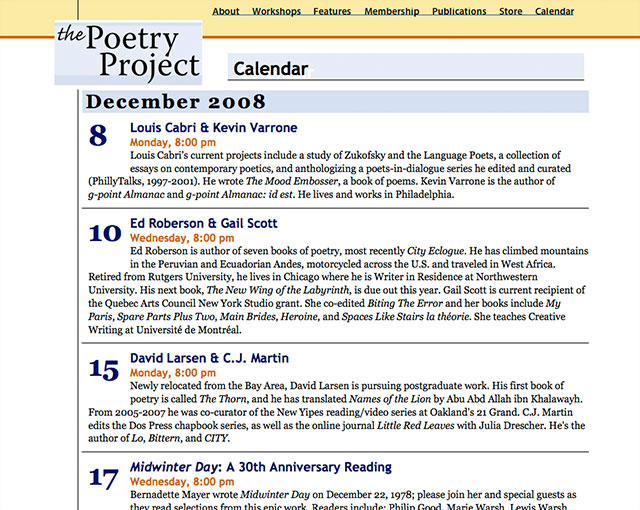 About Workshops Features Membership Publications Store Calendar
the Poetry
Project
Calendar
December 2008
8
Louis Cabri & Kevin Varrone
Monday, 8:00 pm
Louis Cabri's current projects include a study of Zukofsky and the Language Poets, a collection of
essays on contemporary poetics, and anthologizing a poets-in-dialogue series he edited and curated
(PhillyTalks, 1997-2001). He wrote The Mood Embosser, a book of poems. Kevin Varrone is the author of
g-point Almanac and g-point Almanac: id est. He lives and works in Philadelphia.
10
Ed Roberson & Gail Scott
Wednesday, 8:00 pm
Ed Roberson is author of seven books of poetry, most recently City Eclogue. He has climbed mountains
in the Peruvian and Ecuadorian Andes, motorcycled across the U.S. and traveled in West Africa.
Retired from Rutgers University, he lives in Chicago where he is Writer in Residence at Northwestern
University. His next book, The New Wing of the Labyrinth, is due out this year. Gail Scott is current recipient of
the Quebec Arts Council New York Studio grant. She co-edited Biting The Error and her books include My
Paris, Spare Parts Plus Two, Main Brides, Heroine, and Spaces Like Stairs la théorie. She teaches Creative
Writing at Université de Montréal.
15
David Larsen & C.J. Martin
Monday, 8:00 pm
Newly relocated from the Bay Area, David Larsen is pursuing postgraduate work. His first book of
poetry is called The Thorn, and he has translated Names of the Lion by Abu Abd Allah ibn Khalawayh.
From 2005-2007 he was co-curator of the New Yipes reading/video series at Oakland's 21 Grand. C.J. Martin
edits the Dos Press chapbook series, as well as the online journal Little Red Leaves with Julia Drescher. He's the
author of Lo, Bittern, and CITY.
17
Midwinter Day: A 30th Anniversary Reading
Wednesday, 8:00 pm
Bernadette Mayer wrote Midwinter Day on December 22, 1978; please join her and special guests as
they read selections from this epic work. Readers include: Philip Good, Marie Warsh, Lewis Warsh,